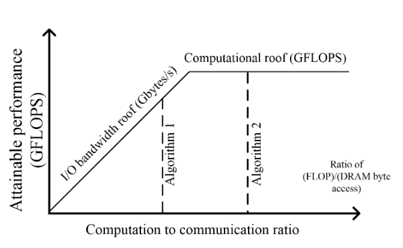 Computational roof (GFLOPS)
Attainable performance
(GFLOPS)
I/O bandwidth roof (Gbytes/s)
Algorithm 1
Algorithm 2
Ratio of
(FLOP)/(DRAM byte
access)
Computation to communication ratio